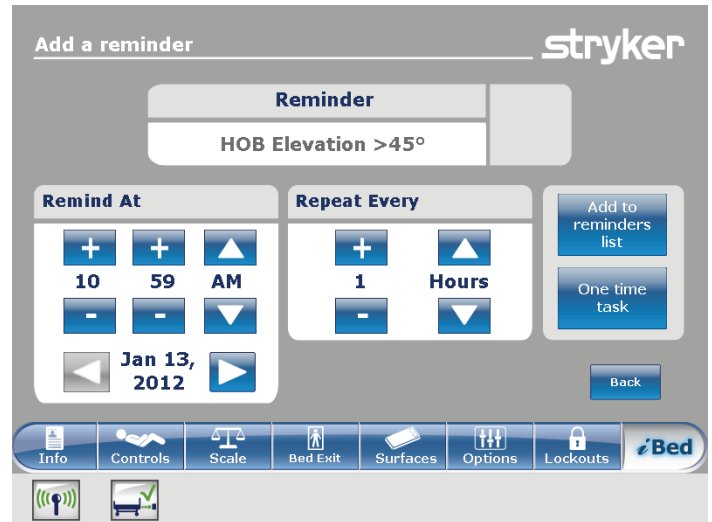 Add a reminder
stryker
Reminder
HOB Elevation >45°
Remind At
Repeat Every
+ + +
10 59 AM 1 Hours
- - -
Jan 13,
2012
Add to
reminders
list
One time
task
Back
Info Controls Scale Bed Exit Surfaces Options Lockouts iBed